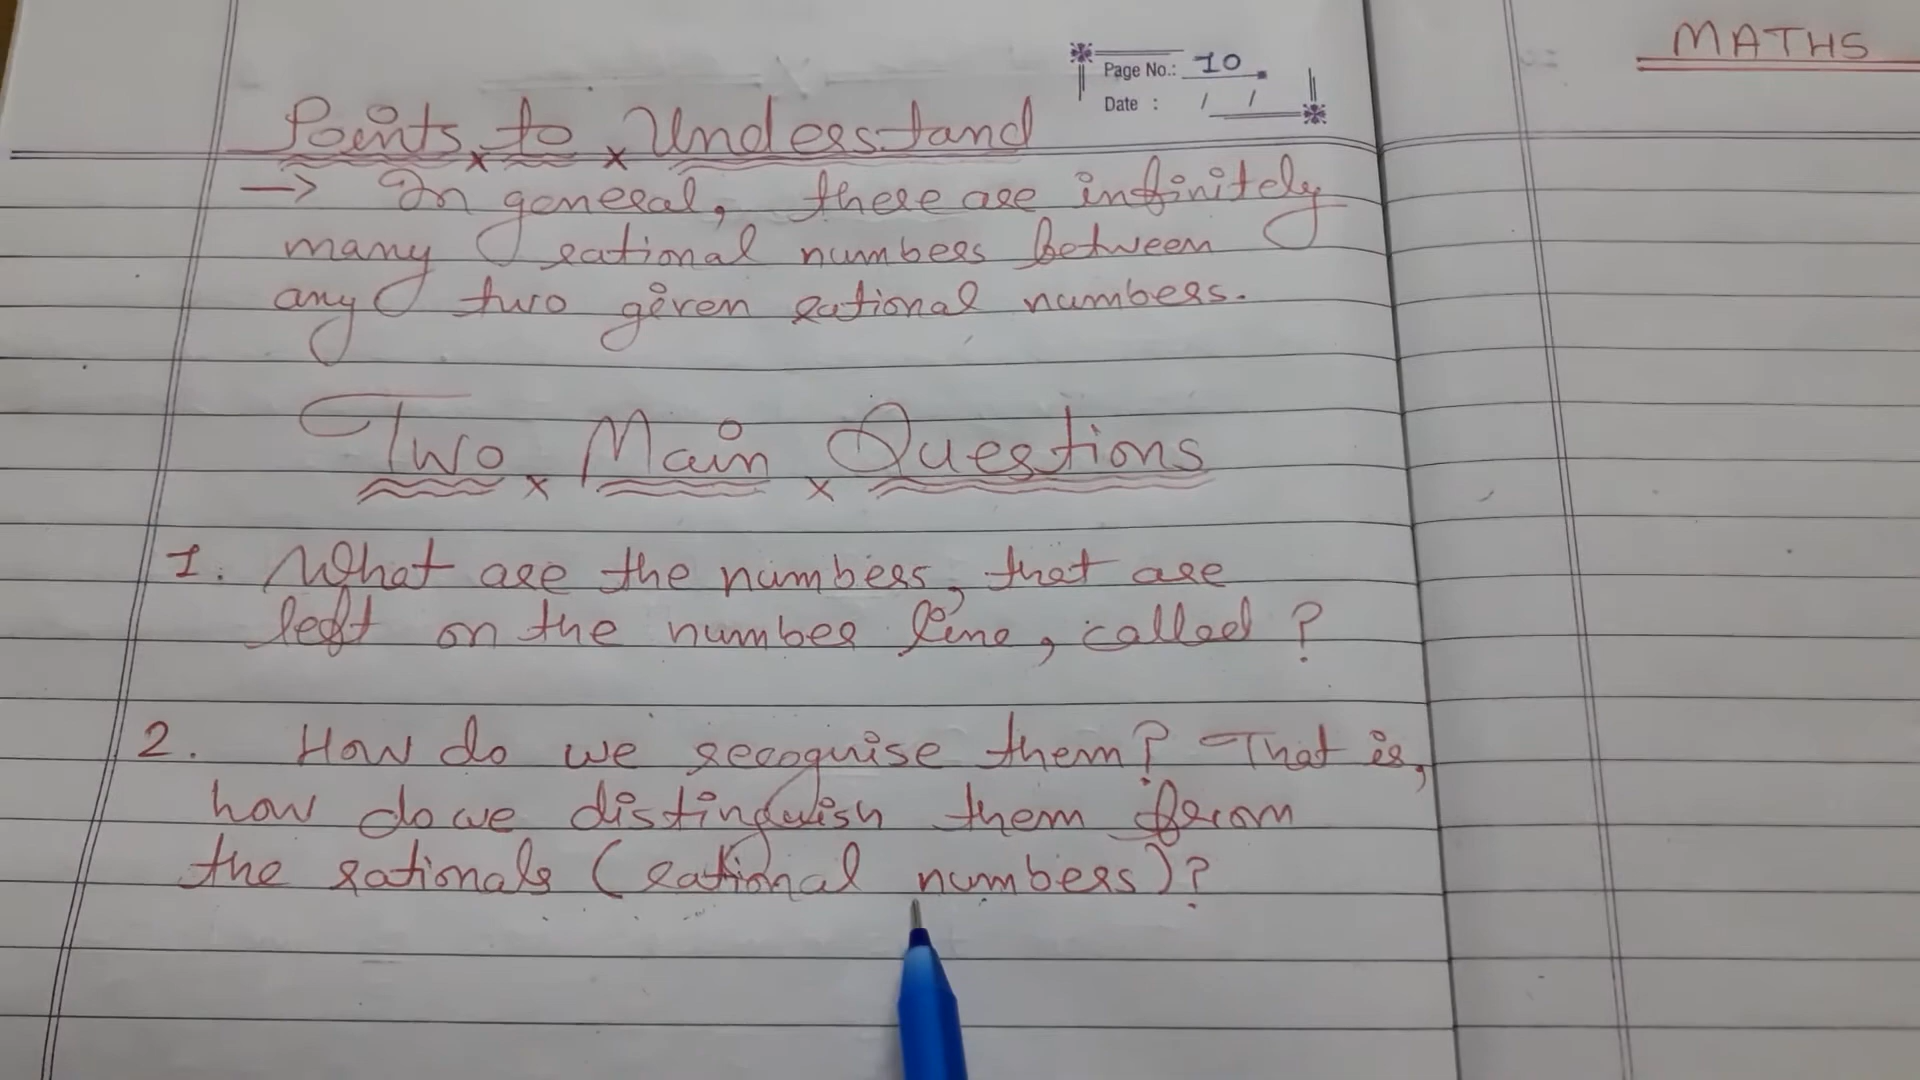 MATHS
Page No.: 10
Date : / /
Points to Understand
→ In general, there are infinitely
many rational numbers between
any two given rational numbers.
Two Main Questions
1. What are the numbers, that are
left on the number line, called ?
2. How do we recoguise them? That is,
how do we distinguish them from
the rationals (rational numbers)?